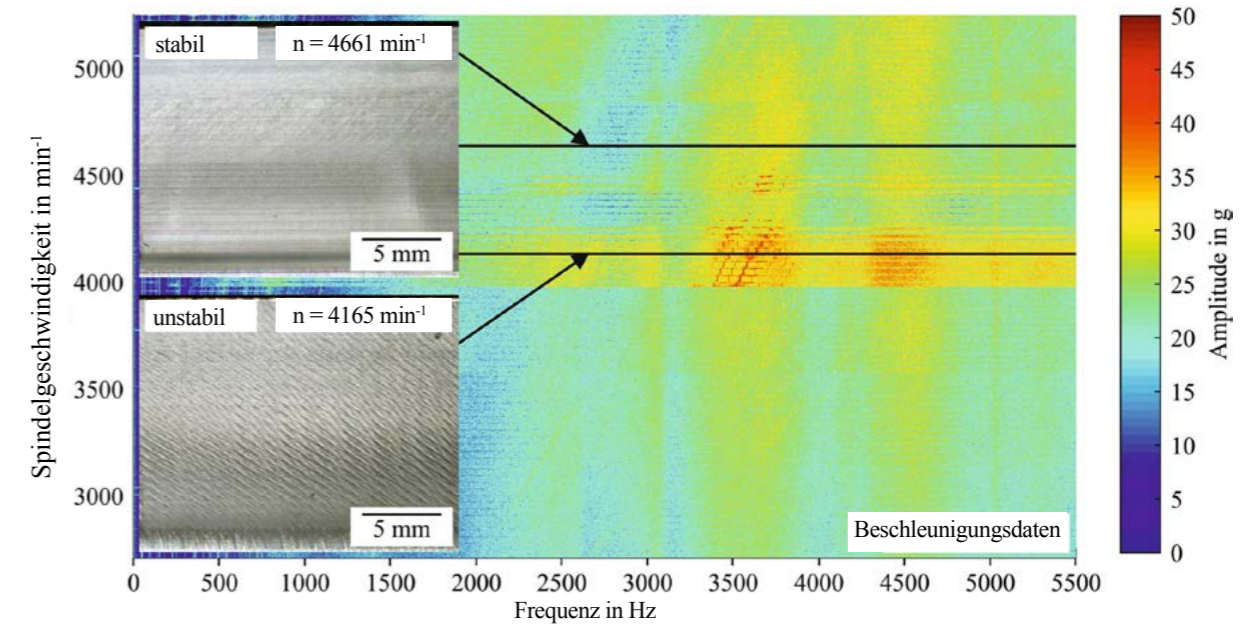 stabil
n = 4661 min⁻¹
5 mm
unstabil
n = 4165 min⁻¹
5 mm
Beschleunigungsdaten
Spindelgeschwindigkeit in min⁻¹
5000
4500
4000
3500
3000
0 500 1000 1500 2000 2500 3000 3500 4000 4500 5000 5500
Frequenz in Hz
50
45
40
35
30
25
20
15
10
5
0
Amplitude in g